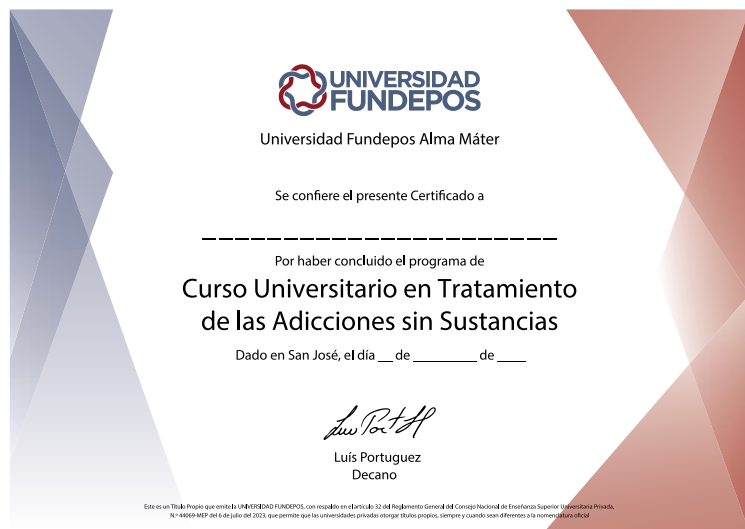 UNIVERSIDAD
FUNDEPOS
Universidad Fundepos Alma Máter
Se confiere el presente Certificado a
_ _ _ _ _ _ _ _ _ _ _ _ _ _ _ _ _ _ _ _ _ _
Por haber concluido el programa de
Curso Universitario en Tratamiento
de las Adicciones sin Sustancias
Dado en San José, el día __ de ________ de ____
Luís Portuguez
Decano
Este es un Título Propio que emite la UNIVERSIDAD FUNDEPOS, con respaldo en el artículo 32 del Reglamento General del Consejo Nacional de Enseñanza Superior Universitaria Privada,
N.º 44069-MEP del 6 de julio del 2023, que permite que las universidades privadas otorgar títulos propios, siempre y cuando sean diferentes a la nomenclatura oficial